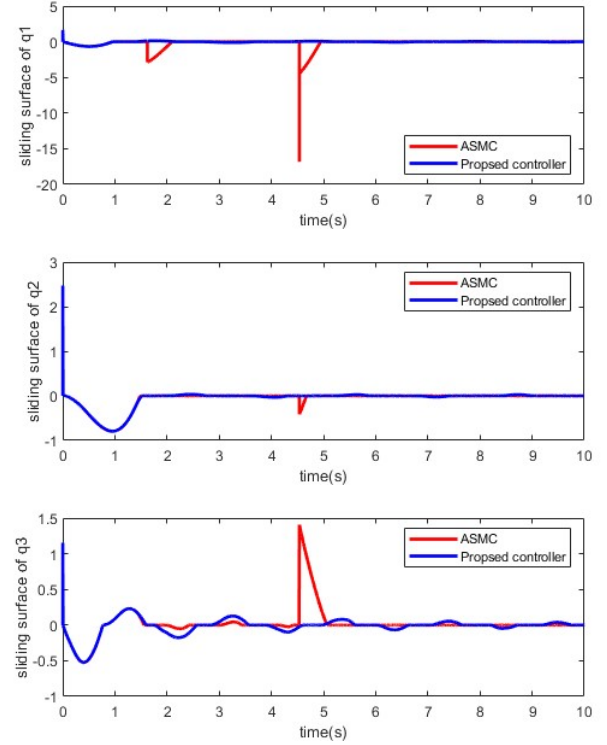 5
0
-5
-10
-15
-20
sliding surface of q1
ASMC
Propsed controller
0 1 2 3 4 5 6 7 8 9 10
time(s)
3
2
1
0
-1
sliding surface of q2
ASMC
Propsed controller
0 1 2 3 4 5 6 7 8 9 10
time(s)
1.5
1
0.5
0
-0.5
-1
sliding surface of q3
ASMC
Propsed controller
0 1 2 3 4 5 6 7 8 9 10
time(s)